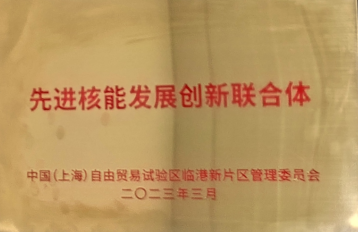 先进核能发展创新联合体
中国(上海)自由贸易试验区临港新片区管理委员会
二〇二三年三月